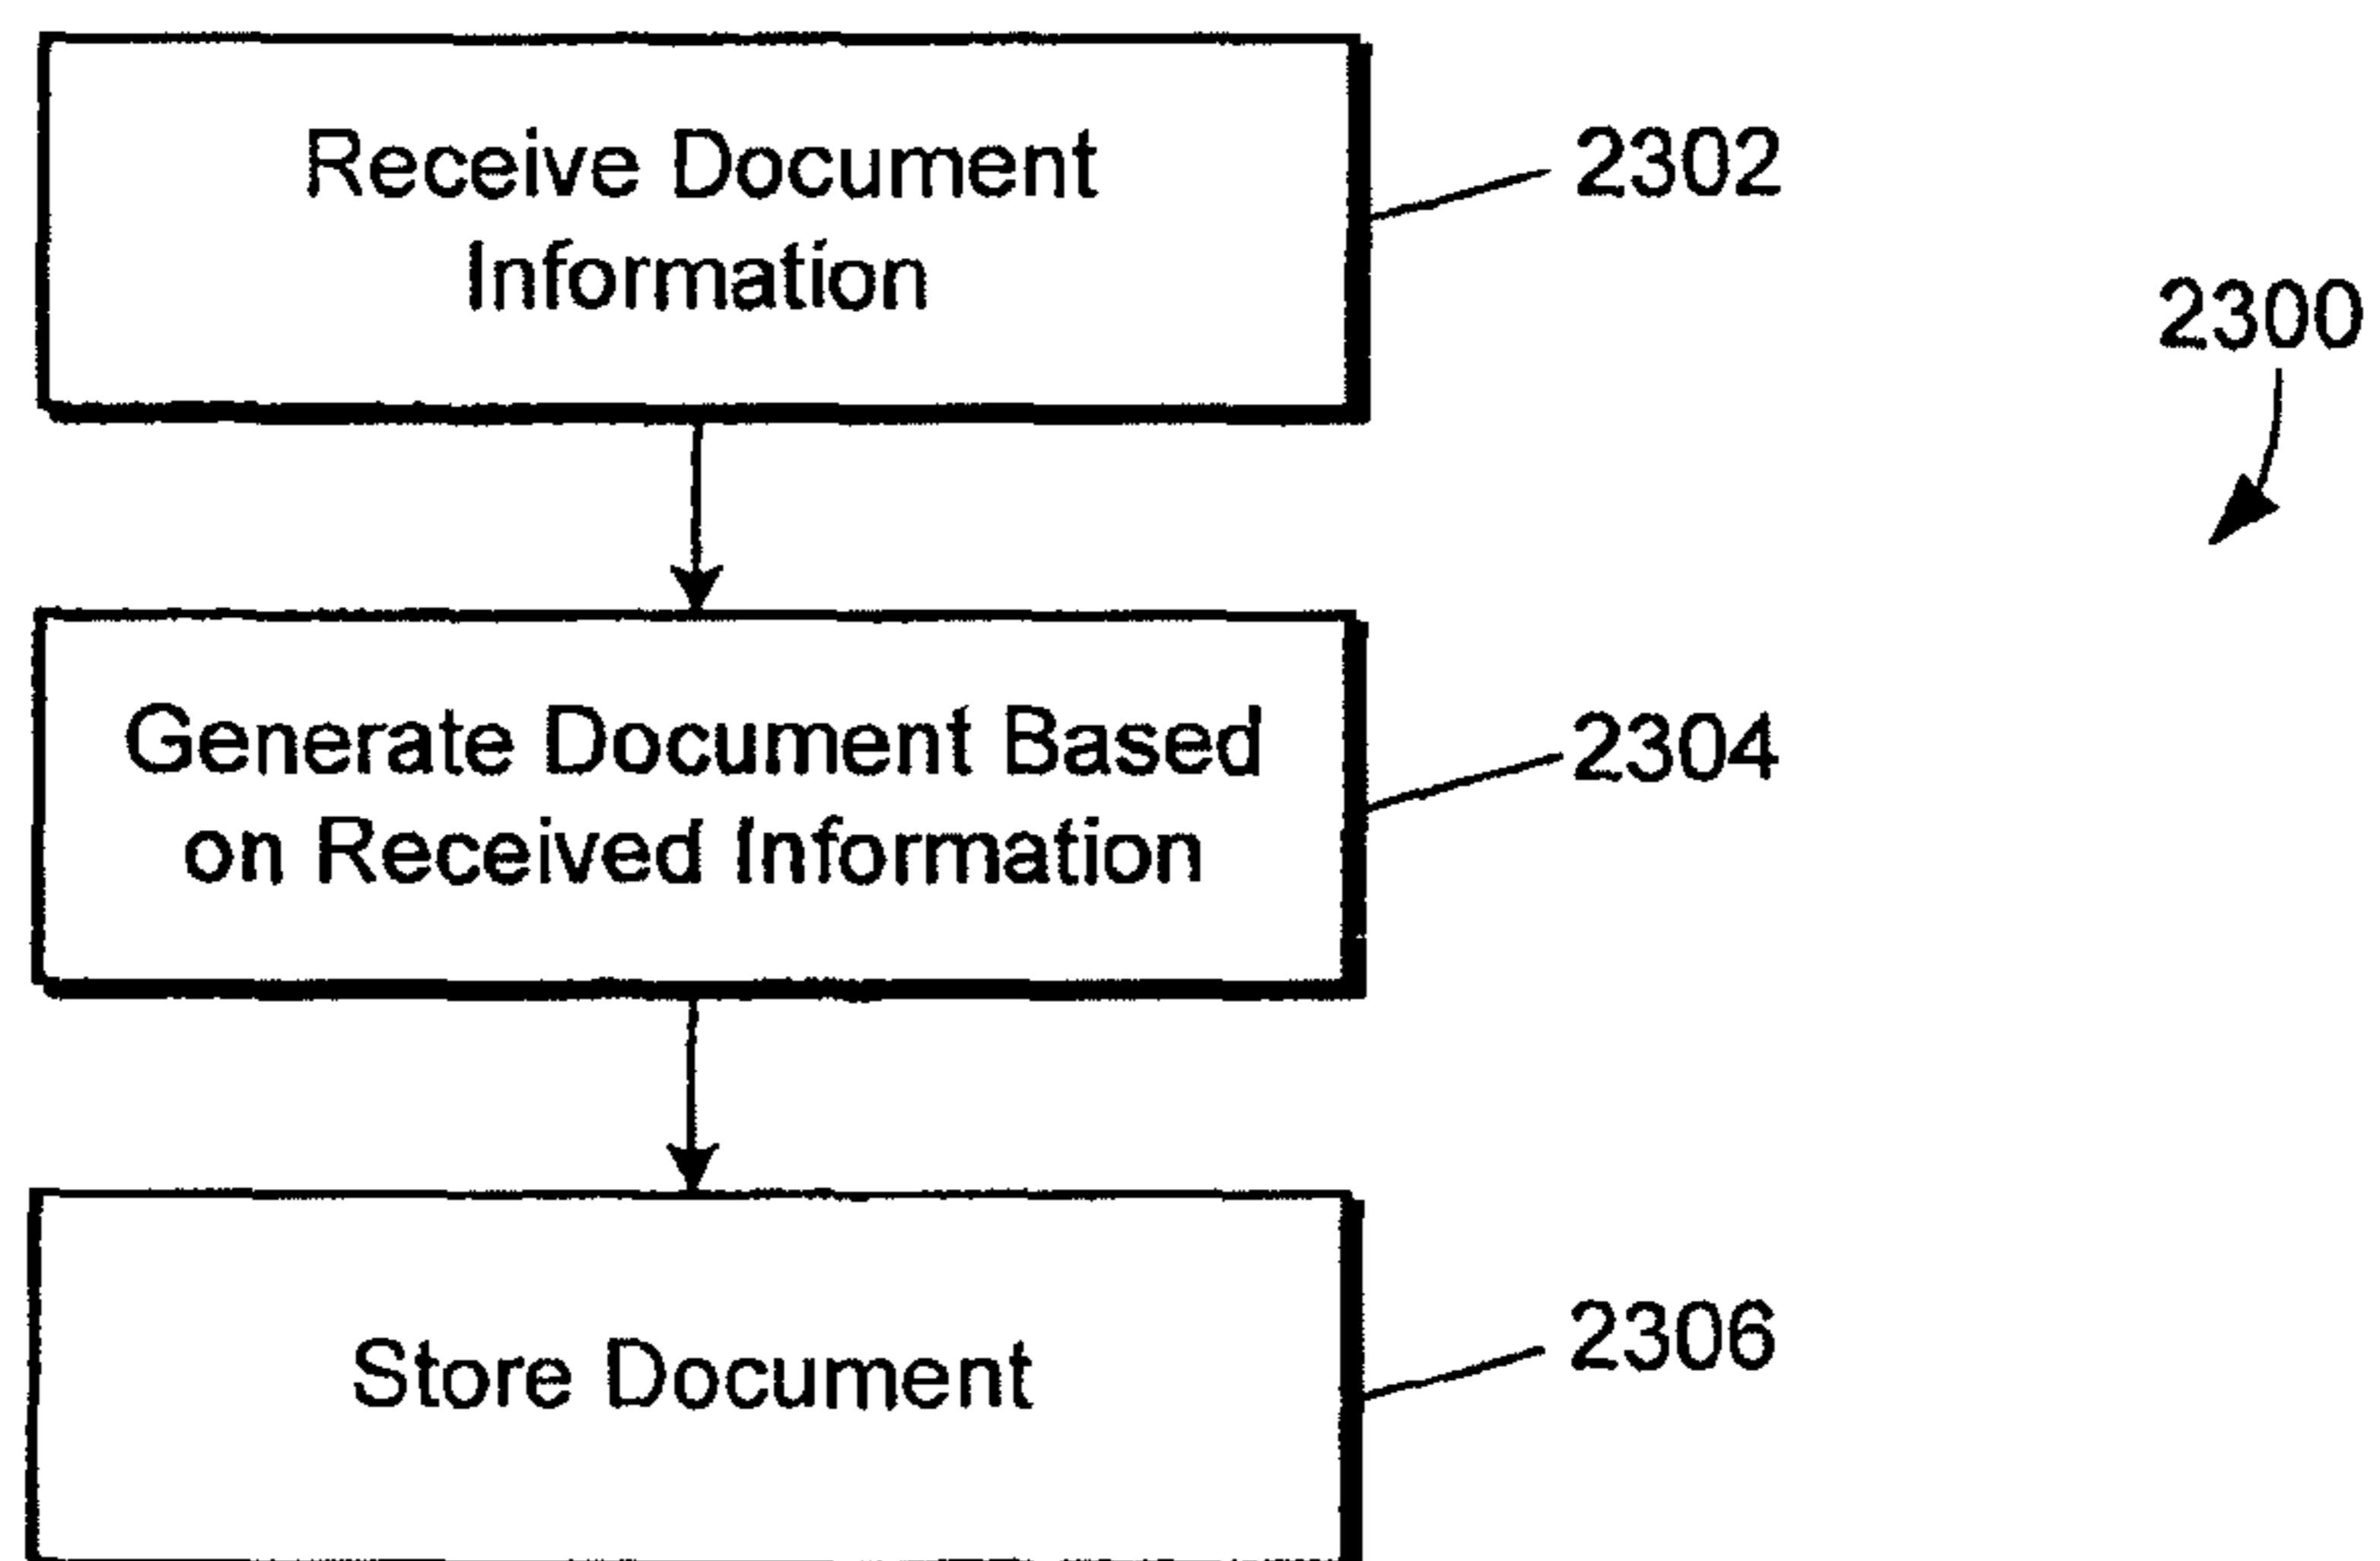 Receive Document
Information
2302
2300
Generate Document Based
on Received Information
2304
Store Document
2306